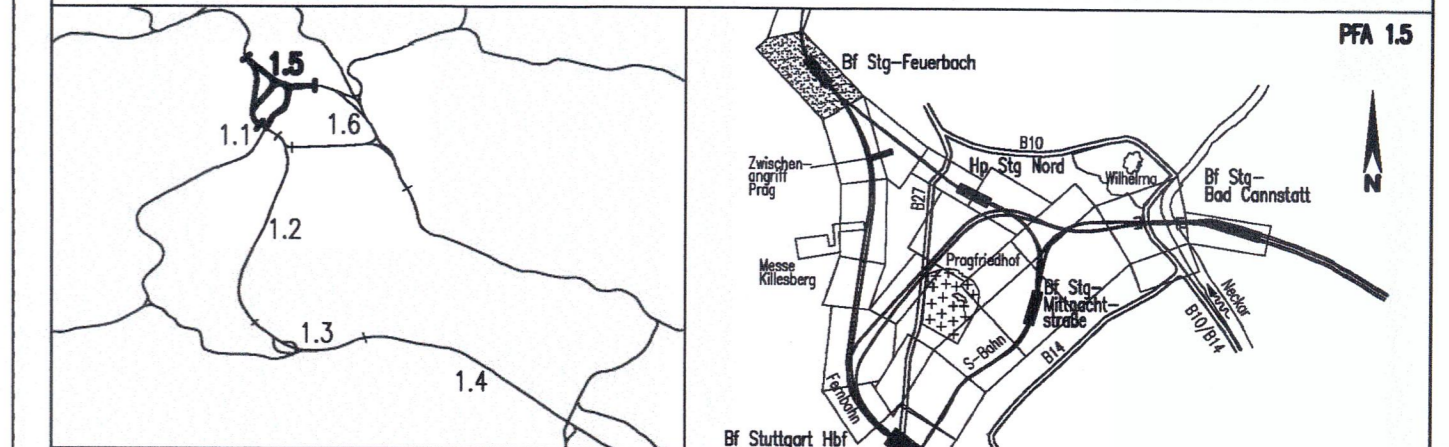 1.5
1.1
1.6
1.2
1.3
1.4
PFA 1.5
Bf Stg-Feuerbach
B10
Zwischen-
angriff
Prag
Hp Stg Nord
Wilhelma
Bf Stg-
Bad Cannstatt
N
B27
Messe
Killesberg
Pragfriedhof
Bf Stg-
Mittnacht-
straße
Neckar
B10/B14
S-Bahn
B14
Fernbahn
Bf Stuttgart Hbf